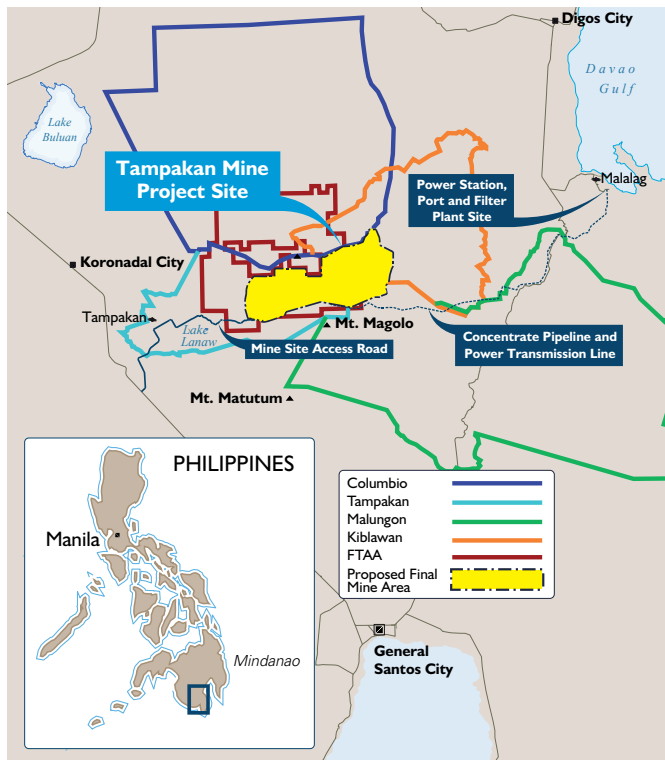 Digos City
Davao
Gulf
Lake
Buluan
Tampakan Mine
Project Site
Power Station,
Port and Filter
Plant Site
Malalag
Koronadal City
Tampakan
Lake
Lanaw
Mt. Magolo
Mine Site Access Road
Concentrate Pipeline and
Power Transmission Line
Mt. Matutum
PHILIPPINES
Manila
Mindanao
Columbio
Tampakan
Malungon
Kiblawan
FTAA
Proposed Final
Mine Area
General
Santos City